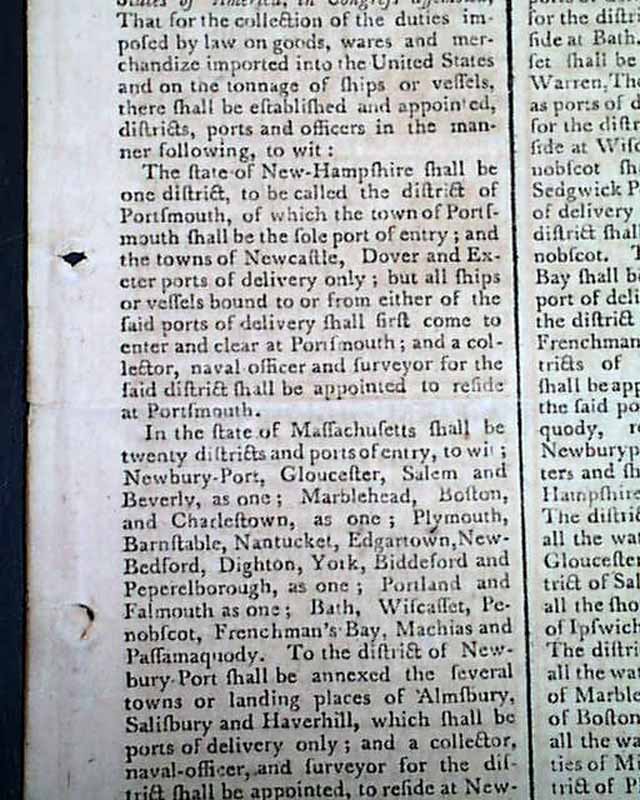 States of America, in Congreſs aſſembled,
That for the collection of the duties im-
poſed by law on goods, wares and mer-
chandize imported into the United States
and on the tonnage of ſhips or veſſels,
there ſhall be eſtabliſhed and appointed,
diſtricts, ports and officers in the man-
ner following, to wit :
The ſtate of New-Hampſhire ſhall be
one diſtrict, to be called the diſtrict of
Portſmouth, of which the town of Portſ-
mouth ſhall be the ſole port of entry ; and
the towns of Newcaſtle, Dover and Ex-
eter ports of delivery only ; but all ſhips
or veſſels bound to or from either of the
ſaid ports of delivery ſhall firſt come to
enter and clear at Portſmouth ; and a col-
lector, naval officer and ſurveyor for the
ſaid diſtrict ſhall be appointed to reſide
at Portſmouth.
In the ſtate of Maſſachuſetts ſhall be
twenty diſtricts and ports of entry, to wit ;
Newbury-Port, Glouceſter, Salem and
Beverly, as one ; Marblehead, Boſton,
and Charleſtown, as one ; Plymouth,
Barnſtable, Nantucket, Edgartown, New-
Bedford, Dighton, York, Biddeford and
Pepperelborough, as one ; Portland and
Falmouth as one ; Bath, Wiſcaſſet, Pe-
nobſcot, Frenchman's Bay, Machias and
Paſſamaquody. To the diſtrict of New-
bury-Port ſhall be annexed the ſeveral
towns or landing places of Almſbury,
Saliſbury and Haverhill, which ſhall be
ports of delivery only ; and a collector,
naval-officer, and ſurveyor for the diſ-
trict ſhall be appointed, to reſide at New-
for the diſtri
ſide at Bath.
ſet ſhall be
Warren, Th
as ports of d
for the diſtr
ſide at Wiſc
nobſcot ſh
Sedgwick P
of delivery
diſtrict ſhall
nobſcot. T
Bay ſhall b
port of deli
the diſtrict
Frenchman
tricts of
ſhall be app
the ſaid po
quody, re
Newburyp
ters and ſh
Hampſhire
The diſtric
all the wat
Glouceſter
trict of Sal
all the ſho
of Ipſwich
The diſtri
all the wat
of Marble
of Boſton
all the wa
ties of Mi
trict of P